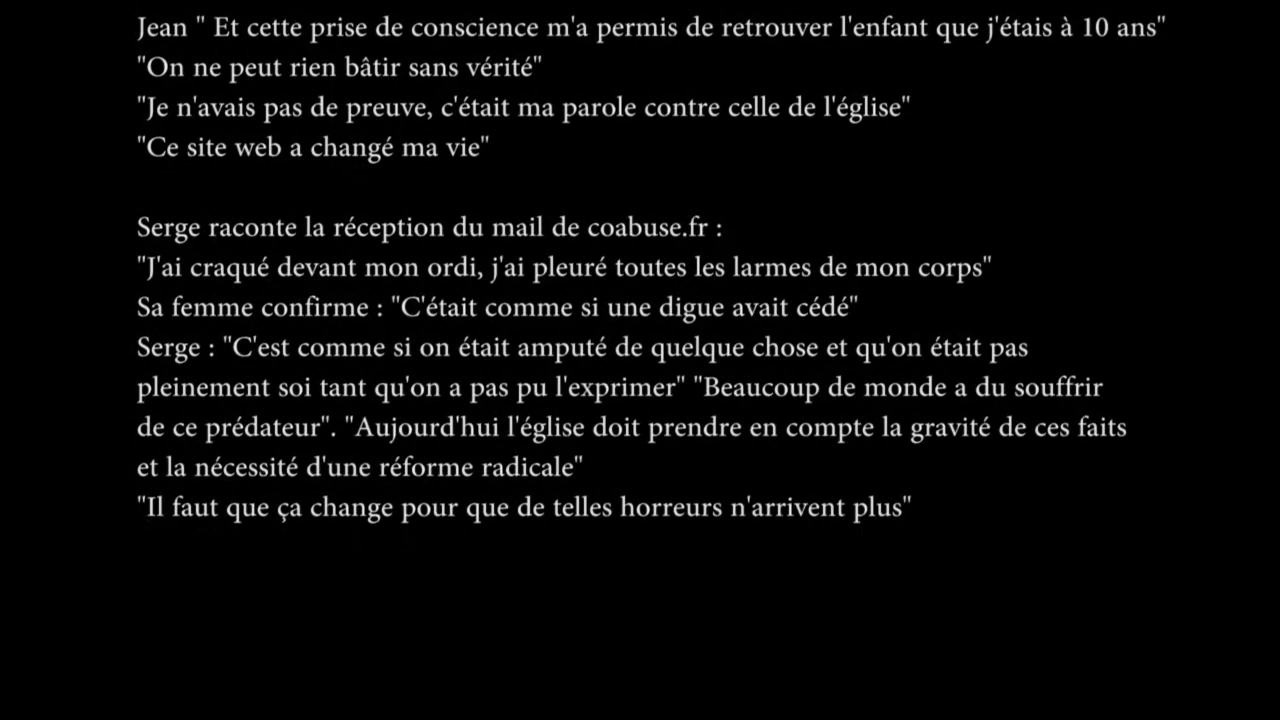 Jean " Et cette prise de conscience m'a permis de retrouver l'enfant que j'étais à 10 ans"
"On ne peut rien bâtir sans vérité"
"Je n'avais pas de preuve, c'était ma parole contre celle de l'église"
"Ce site web a changé ma vie"
Serge raconte la réception du mail de coabuse.fr :
"J'ai craqué devant mon ordi, j'ai pleuré toutes les larmes de mon corps"
Sa femme confirme : "C'était comme si une digue avait cédé"
Serge : "C'est comme si on était amputé de quelque chose et qu'on était pas
pleinement soi tant qu'on a pas pu l'exprimer" "Beaucoup de monde a du souffrir
de ce prédateur". "Aujourd'hui l'église doit prendre en compte la gravité de ces faits
et la nécessité d'une réforme radicale"
"Il faut que ça change pour que de telles horreurs n'arrivent plus"